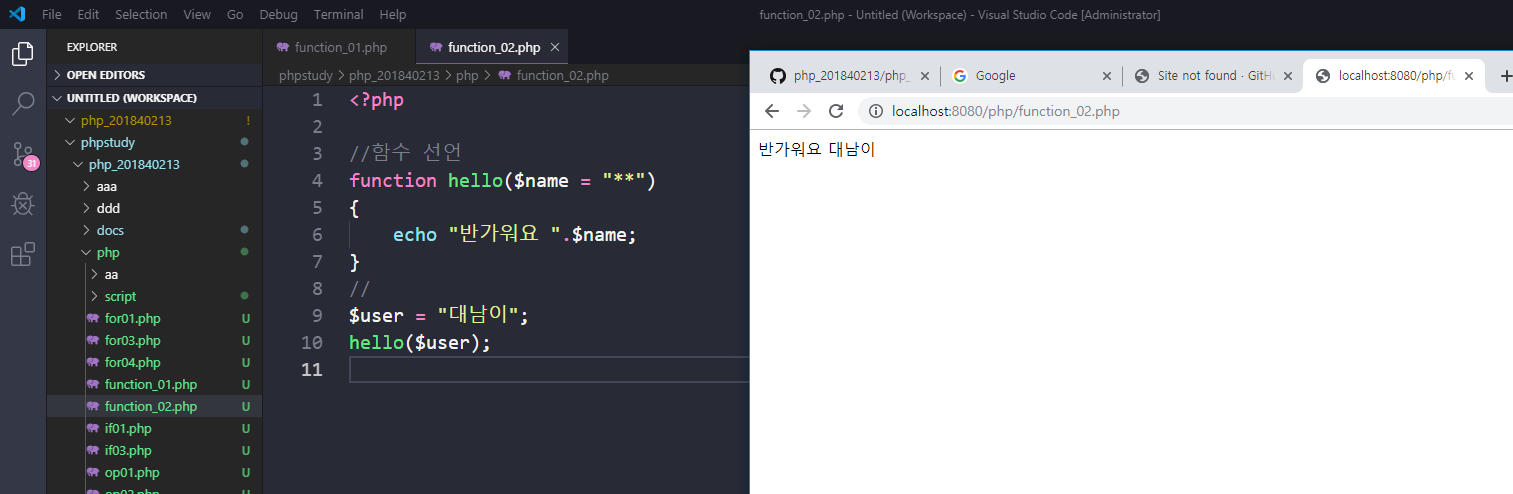 File Edit Selection View Go Debug Terminal Help
function_02.php - Untitled (Workspace) - Visual Studio Code [Administrator]
EXPLORER
OPEN EDITORS
UNTITLED (WORKSPACE)
php_201840213 !
phpstudy
php_201840213
aaa
ddd
docs
php
aa
script
for01.php U
for03.php U
for04.php U
function_01.php U
function_02.php U
if01.php U
if03.php U
op01.php U
31
function_01.php
function_02.php
phpstudy > php_201840213 > php > function_02.php
1 <?php
2
3 //함수 선언
4 function hello($name = "**")
5 {
6 echo "반가워요 ".$name;
7 }
8 //
9 $user = "대남이";
10 hello($user);
11
php_201840213/php_
Google
Site not found · GitH
localhost:8080/php/fu
localhost:8080/php/function_02.php
반가워요 대남이